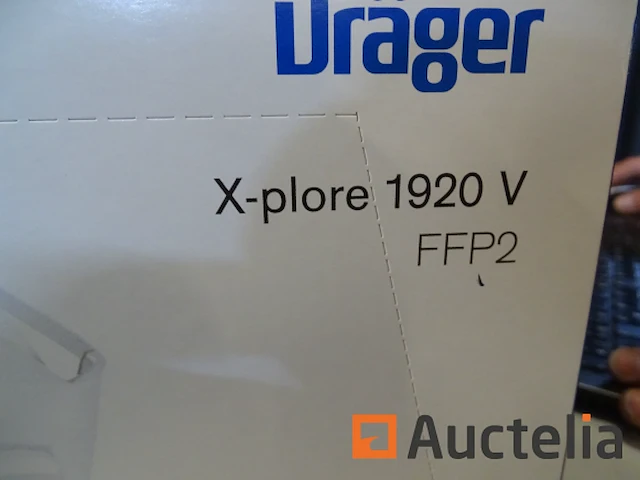 Dräger
X-plore 1920 V
FFP2
Auctelia